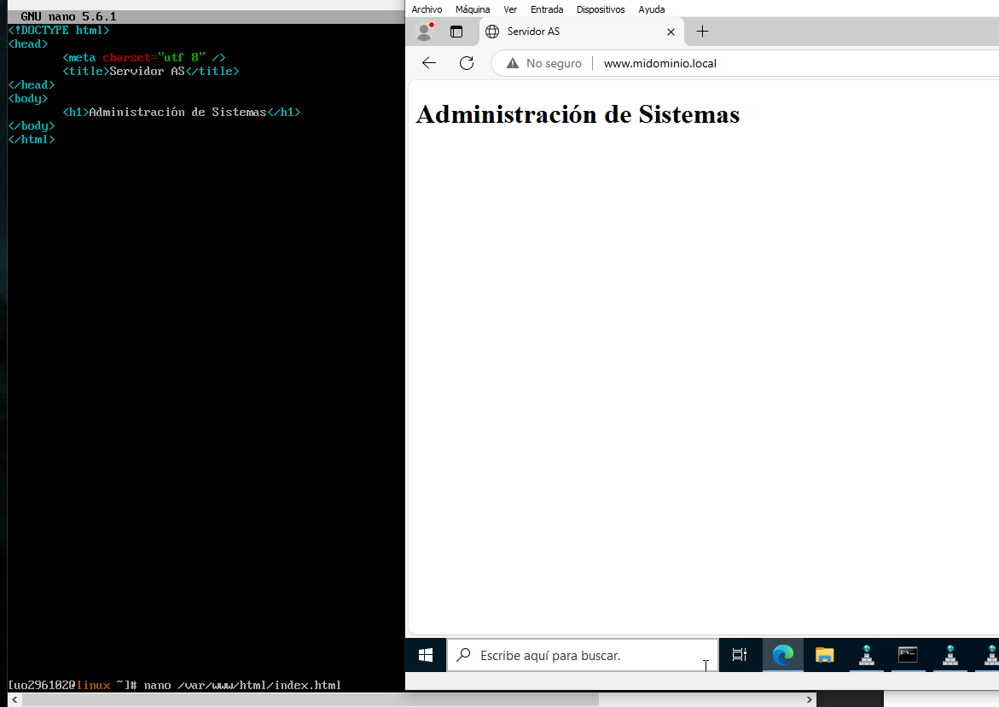 GNU nano 5.6.1
<!DOCTYPE html>
<head>
<meta charset="utf 8" />
<title>Servidor AS</title>
</head>
<body>
<h1>Administración de Sistemas</h1>
</body>
</html>
[uo296102@linux ~]# nano /var/www/html/index.html
Archivo Máquina Ver Entrada Dispositivos Ayuda
Servidor AS
No seguro www.midominio.local
Administración de Sistemas
Escribe aquí para buscar.